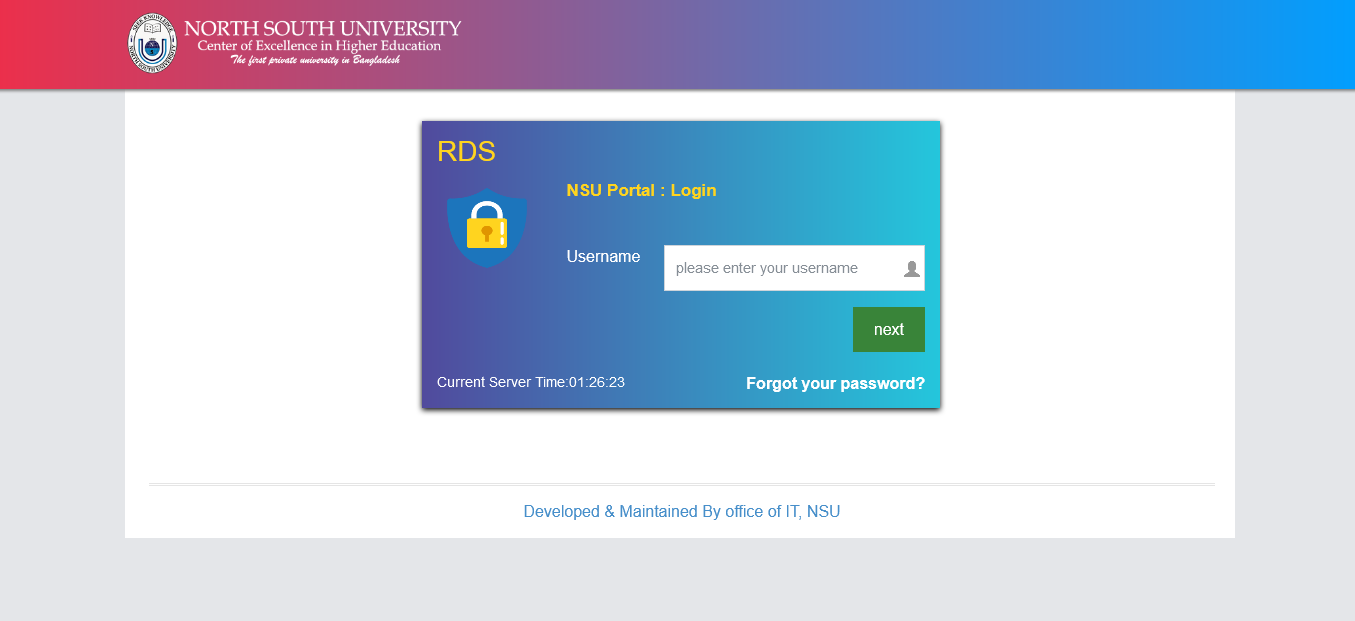 NORTH SOUTH UNIVERSITY
Center of Excellence in Higher Education
The first private university in Bangladesh
RDS
NSU Portal : Login
Username
please enter your username
next
Current Server Time:01:26:23
Forgot your password?
Developed & Maintained By office of IT, NSU